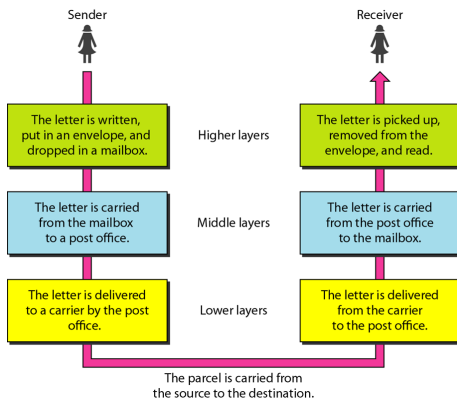 Sender
Receiver
The letter is written,
put in an envelope, and
dropped in a mailbox.
Higher layers
The letter is picked up,
removed from the
envelope, and read.
The letter is carried
from the mailbox
to a post office.
Middle layers
The letter is carried
from the post office
to the mailbox.
The letter is delivered
to a carrier by the post
office.
Lower layers
The letter is delivered
from the carrier
to the post office.
The parcel is carried from
the source to the destination.